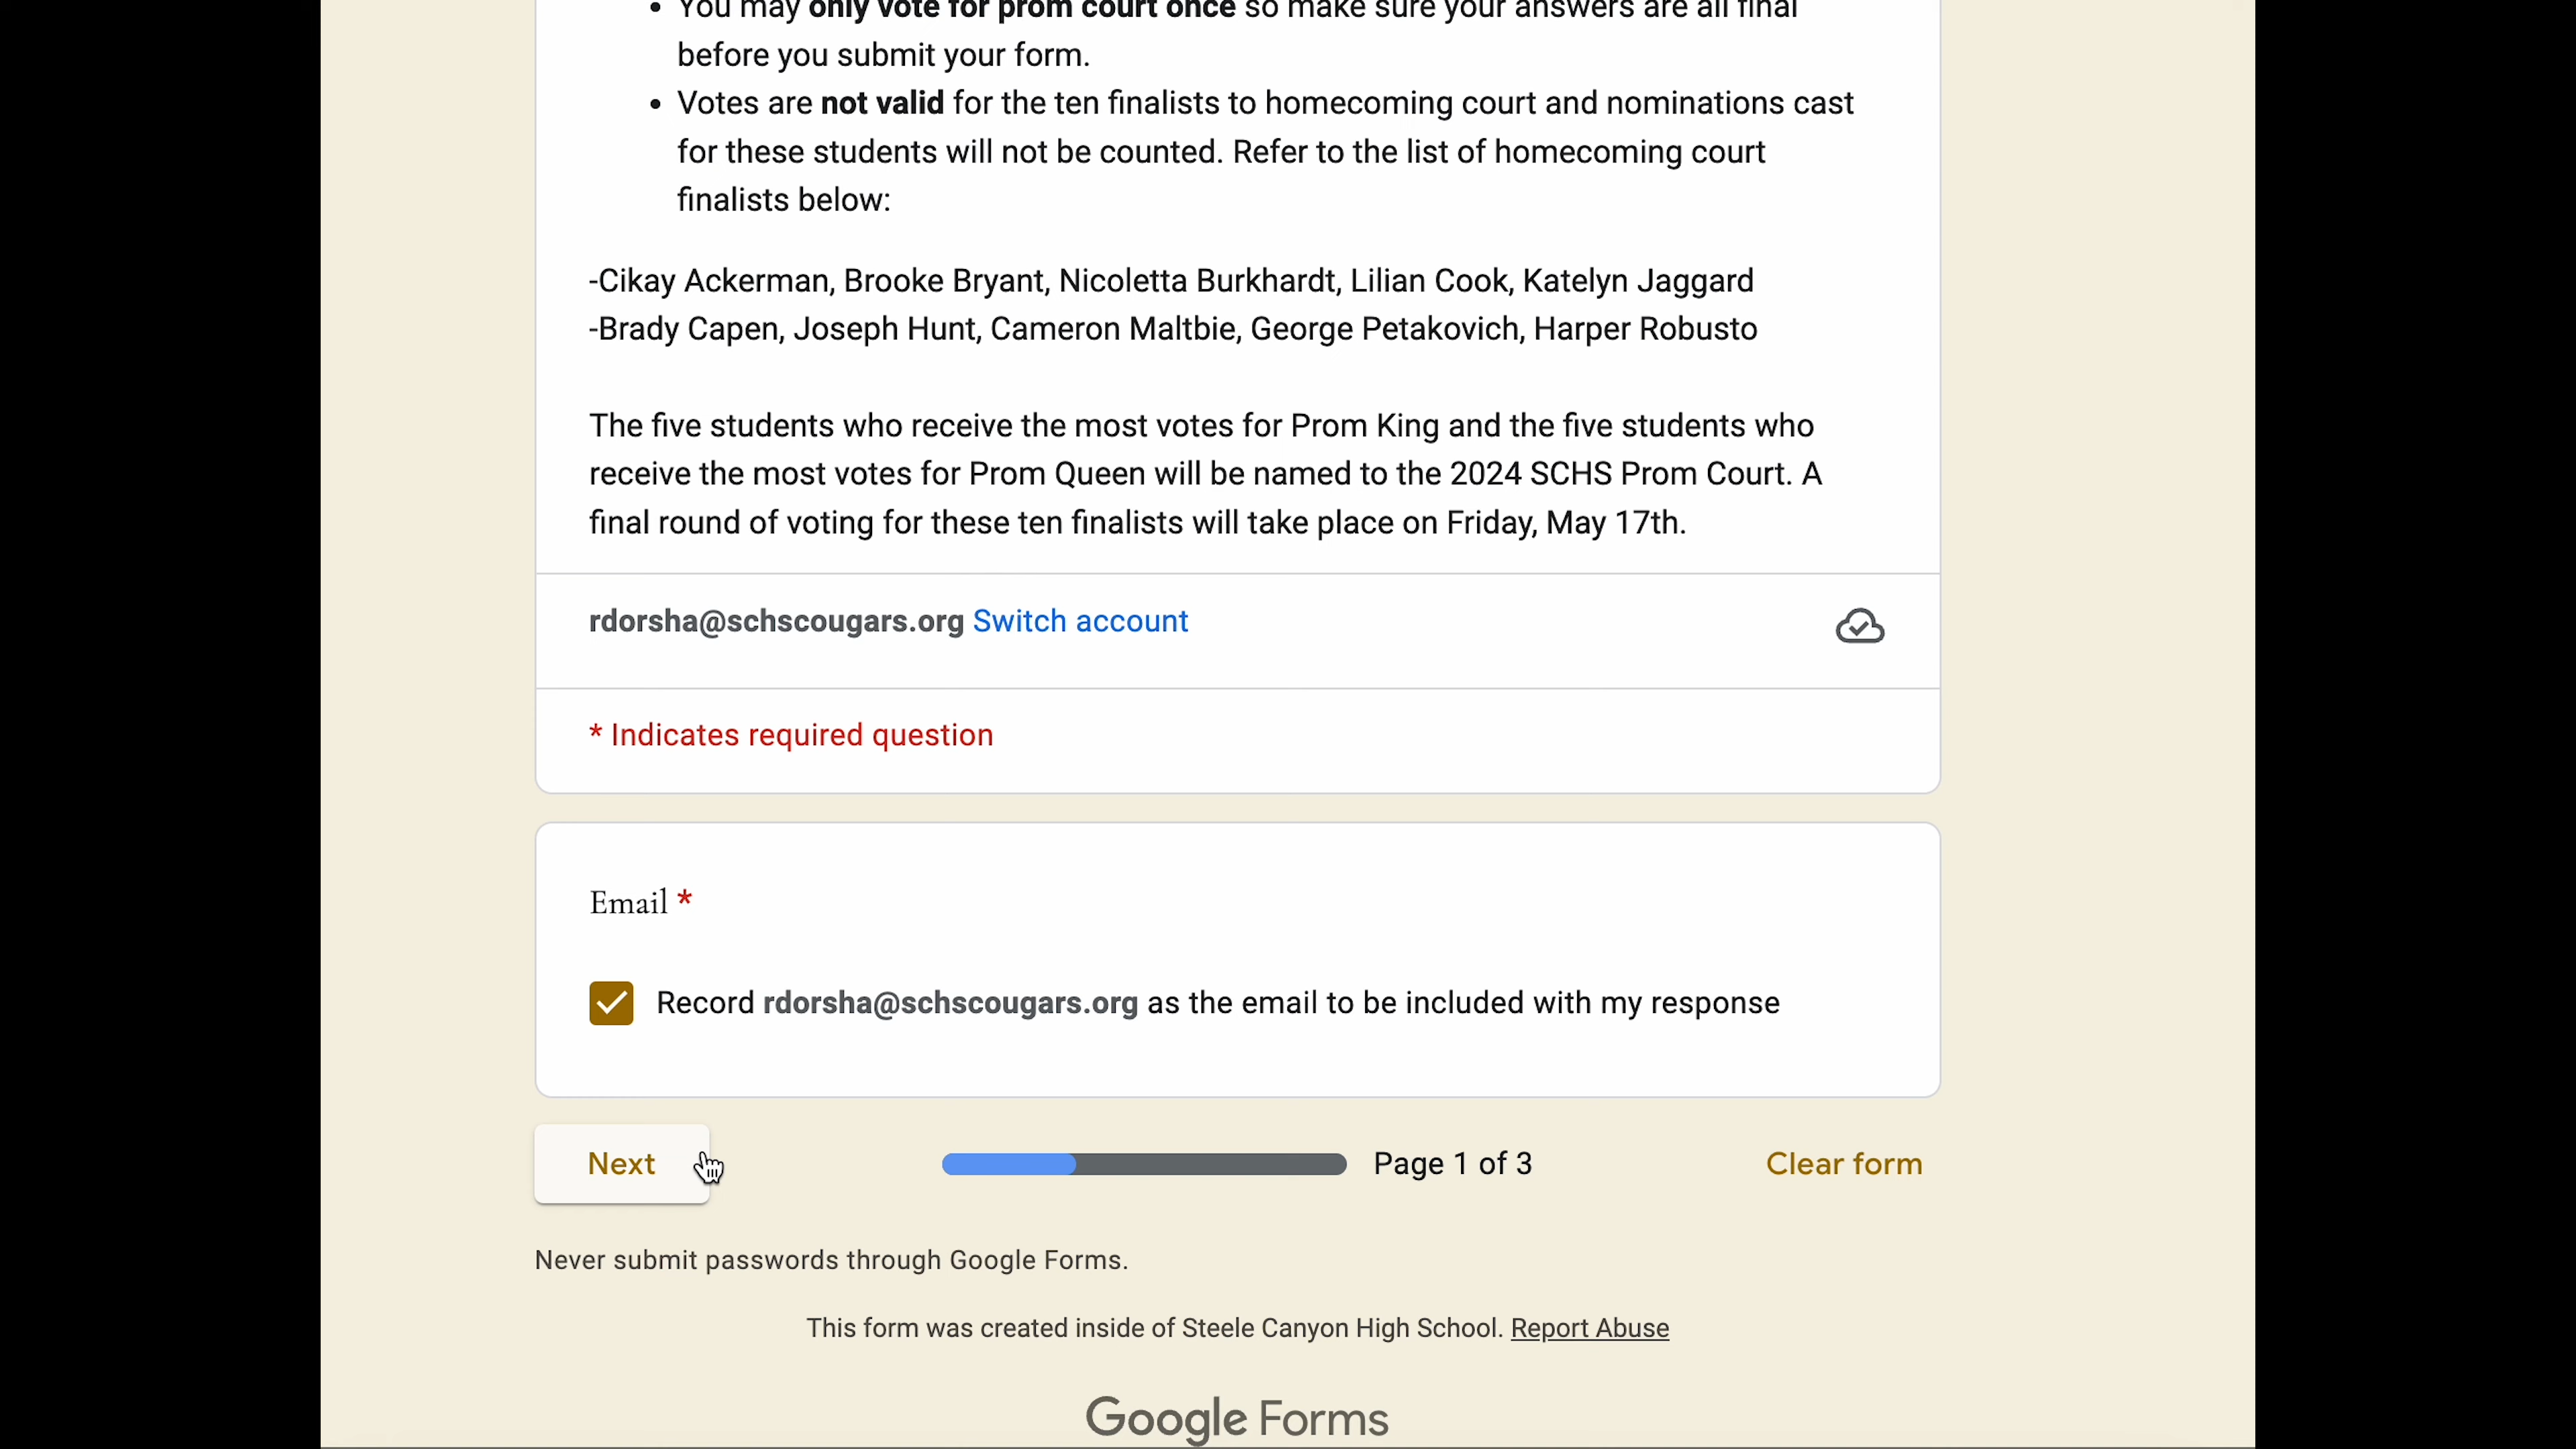 • You may only vote for prom court once so make sure your answers are all final
before you submit your form.
• Votes are not valid for the ten finalists to homecoming court and nominations cast
for these students will not be counted. Refer to the list of homecoming court
finalists below:
-Cikay Ackerman, Brooke Bryant, Nicoletta Burkhardt, Lilian Cook, Katelyn Jaggard
-Brady Capen, Joseph Hunt, Cameron Maltbie, George Petakovich, Harper Robusto
The five students who receive the most votes for Prom King and the five students who
receive the most votes for Prom Queen will be named to the 2024 SCHS Prom Court. A
final round of voting for these ten finalists will take place on Friday, May 17th.
rdorsha@schscougars.org Switch account
* Indicates required question
Email *
Record rdorsha@schscougars.org as the email to be included with my response
Next Page 1 of 3 Clear form
Never submit passwords through Google Forms.
This form was created inside of Steele Canyon High School. Report Abuse
Google Forms